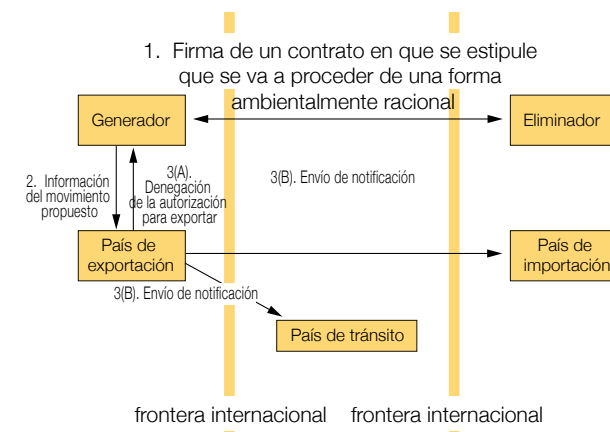 1. Firma de un contrato en que se estipule
que se va a proceder de una forma
ambientalmente racional
Generador
Eliminador
2. Información
del movimiento
propuesto
3(A).
Denegación
de la autorización
para exportar
3(B). Envío de notificación
País de
exportación
País de
importación
3(B). Envío de notificación
País de tránsito
frontera internacional
frontera internacional